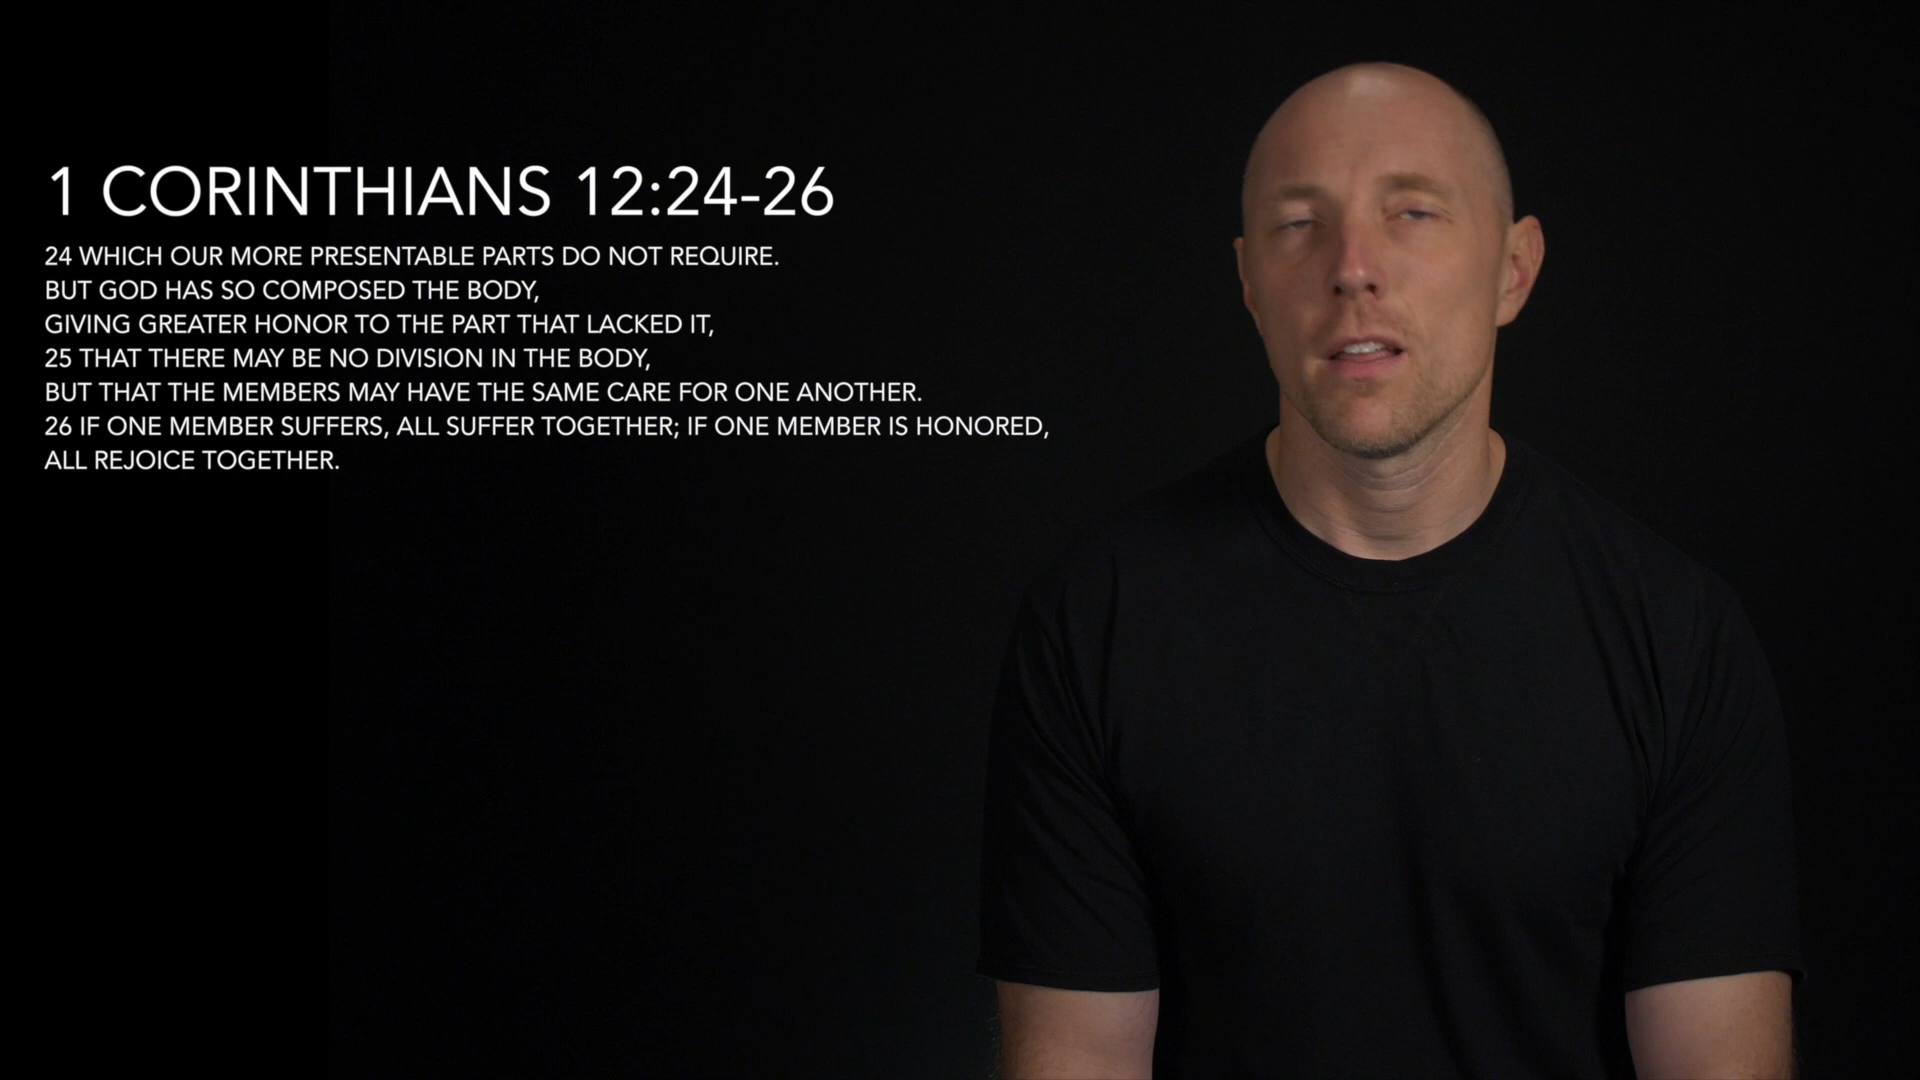 1 CORINTHIANS 12:24-26
24 WHICH OUR MORE PRESENTABLE PARTS DO NOT REQUIRE.
BUT GOD HAS SO COMPOSED THE BODY,
GIVING GREATER HONOR TO THE PART THAT LACKED IT,
25 THAT THERE MAY BE NO DIVISION IN THE BODY,
BUT THAT THE MEMBERS MAY HAVE THE SAME CARE FOR ONE ANOTHER.
26 IF ONE MEMBER SUFFERS, ALL SUFFER TOGETHER; IF ONE MEMBER IS HONORED,
ALL REJOICE TOGETHER.